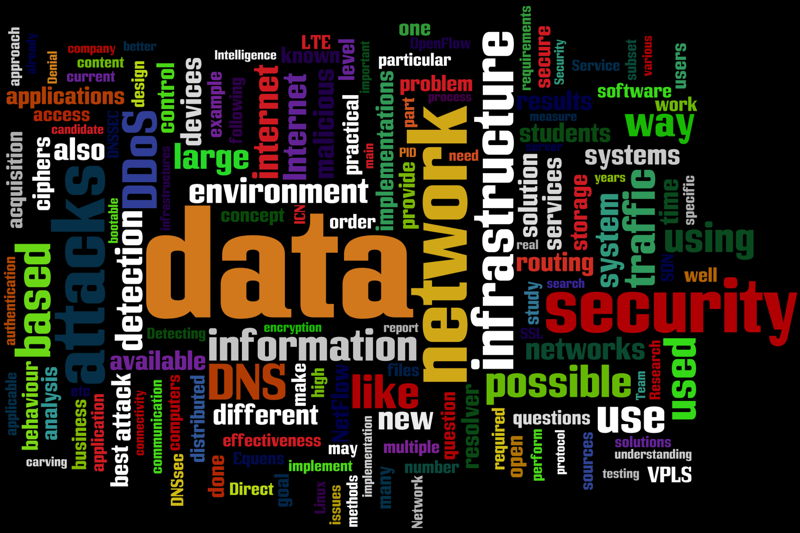 approach
company
better
content
current
Denial
design
applications
access
candidate
DNSSEC
acquisition
ciphers
also
DDoS
control
devices
example
following
Intelligence
LTE
known
internet
Internet
malicious
level
important
practical
main
one
OpenFlow
particular
problem
process
part
PID
need
implementations
provide
requirements
secure
Security
Service
subset
various
users
results
measure
students
software
work
way
systems
years
specific
time
large
environment
concept
ICN
order
infrastructures
bootable
attacks
detection
data
network
infrastructure
solution
services
real
storage
routing
system
traffic
using
SDN
well
search
study
security
SSL
networks
authentication
based
Detecting
encryption
report
information
available
files
applicable
behaviour
analysis
business
application
best attack
connectivity
communication
computers
DNSsec
distributed
DNS
make
high
NetFlow
like
different
new
possible
Team
Research
used
use
questions
resolver
question
required
open
perform
protocol
sources
solutions
understanding
testing
VPLS
carving
effectiveness
Equens
done
Direct
goal
implement
may
Linux
issues
methods
implementation
multiple
many
number
Network